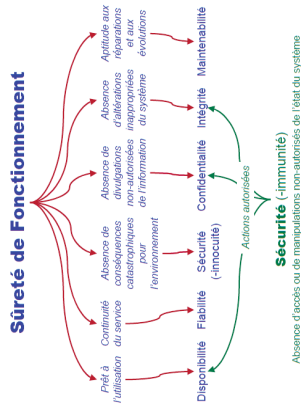 Sûreté de Fonctionnement
Prêt à
l'utilisation
Continuité
du service
Absence de
conséquences
catastrophiques
pour
l'environnement
Absence de
divulgations
non-autorisées
de l'information
Absence
d'altérations
inappropriées
du système
Aptitude aux
réparations
et aux
évolutions
Disponibilité
Fiabilité
Sécurité
(-innocuité)
Confidentialité
Intégrité
Maintenabilité
Actions autorisées
Sécurité (-immunité)
Absence d'accès ou de manipulations non-autorisés de l'état du système